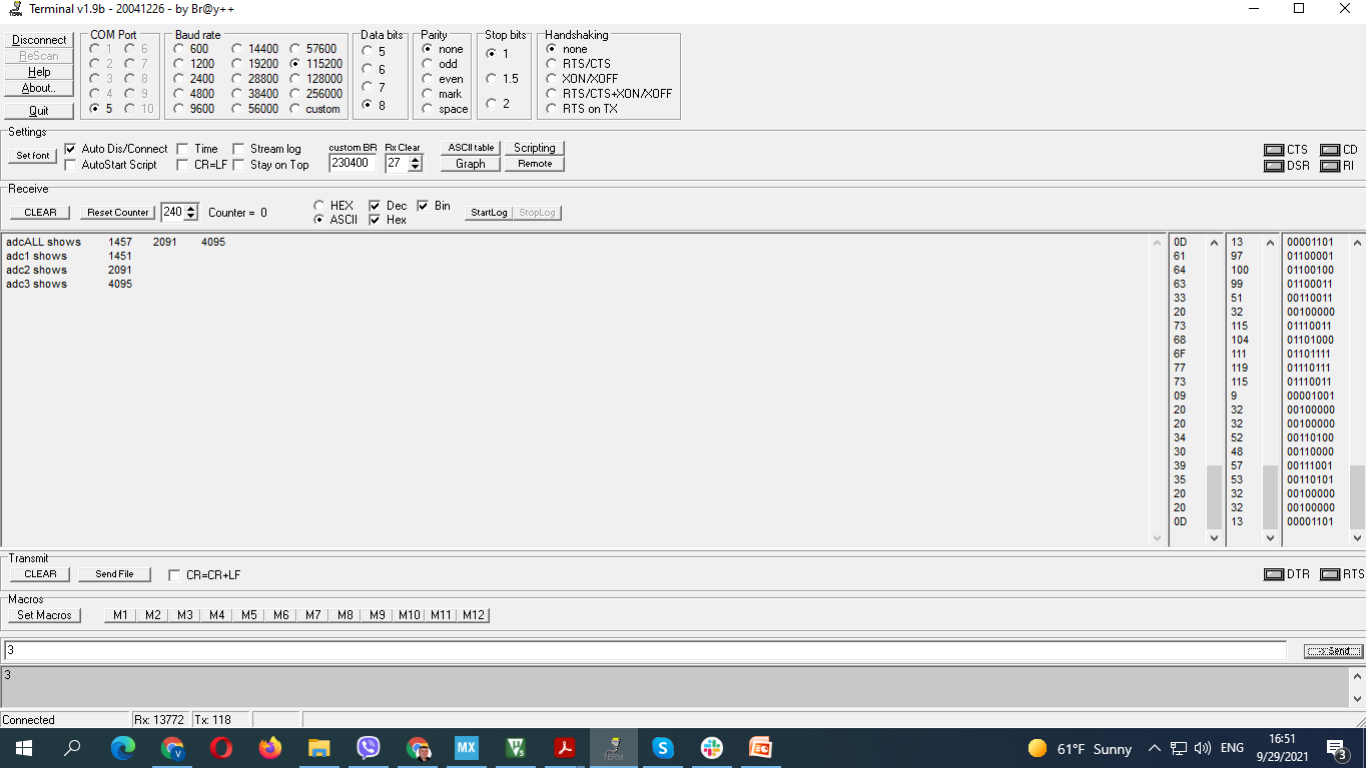 Terminal v1.9b - 20041226 - by Br@y++
Disconnect
ReScan
Help
About..
Quit
COM Port
1 6
2 7
3 8
4 9
5 10
Baud rate
600 14400 57600
1200 19200 115200
2400 28800 128000
4800 38400 256000
9600 56000 custom
Data bits
5
6
7
8
Parity
none
odd
even
mark
space
Stop bits
1
1.5
2
Handshaking
none
RTS/CTS
XON/XOFF
RTS/CTS+XON/XOFF
RTS on TX
Settings
Set font
Auto Dis/Connect Time Stream log
AutoStart Script CR=LF Stay on Top
custom BR Rx Clear
230400 27
ASCII table Scripting
Graph Remote
CTS CD
DSR RI
Receive
CLEAR Reset Counter 240 Counter = 0
HEX Dec Bin
ASCII Hex
StartLog StopLog
adcALL shows 1457 2091 4095
adc1 shows 1451
adc2 shows 2091
adc3 shows 4095
0D 13 00001101
61 97 01100001
64 100 01100100
63 99 01100011
33 51 00110011
20 32 00100000
73 115 01110011
68 104 01101000
6F 111 01101111
77 119 01110111
73 115 01110011
09 9 00001001
20 32 00100000
20 32 00100000
34 52 00110100
30 48 00110000
39 57 00111001
35 53 00110101
20 32 00100000
20 32 00100000
0D 13 00001101
Transmit
CLEAR Send File CR=CR+LF
DTR RTS
Macros
Set Macros M1 M2 M3 M4 M5 M6 M7 M8 M9 M10 M11 M12
3
-> Send
3
Connected Rx: 13772 Tx: 118
V
MX
TERM
S
61°F Sunny
ENG
16:51
9/29/2021
3